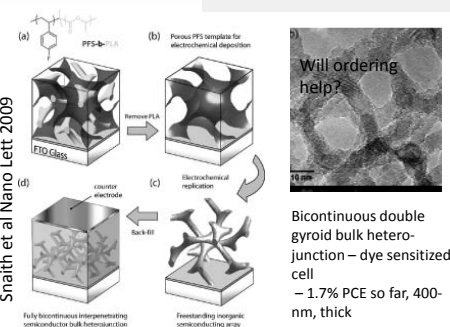 PFS-b-PLA
(a)
(b)
Porous PFS template for
electrochemical deposition
FTO Glass
Remove PLA
Electrochemical
replication
(d)
counter
electrode
(c)
Back-fill
Fully bicontinuous interpenetrating
semiconductor bulk heterojunction
Freestanding inorganic
semiconducting array
Snaith et al Nano Lett 2009
Will ordering
help?
10 nm
Bicontinuous double
gyroid bulk hetero-
junction – dye sensitized
cell
– 1.7% PCE so far, 400-
nm, thick